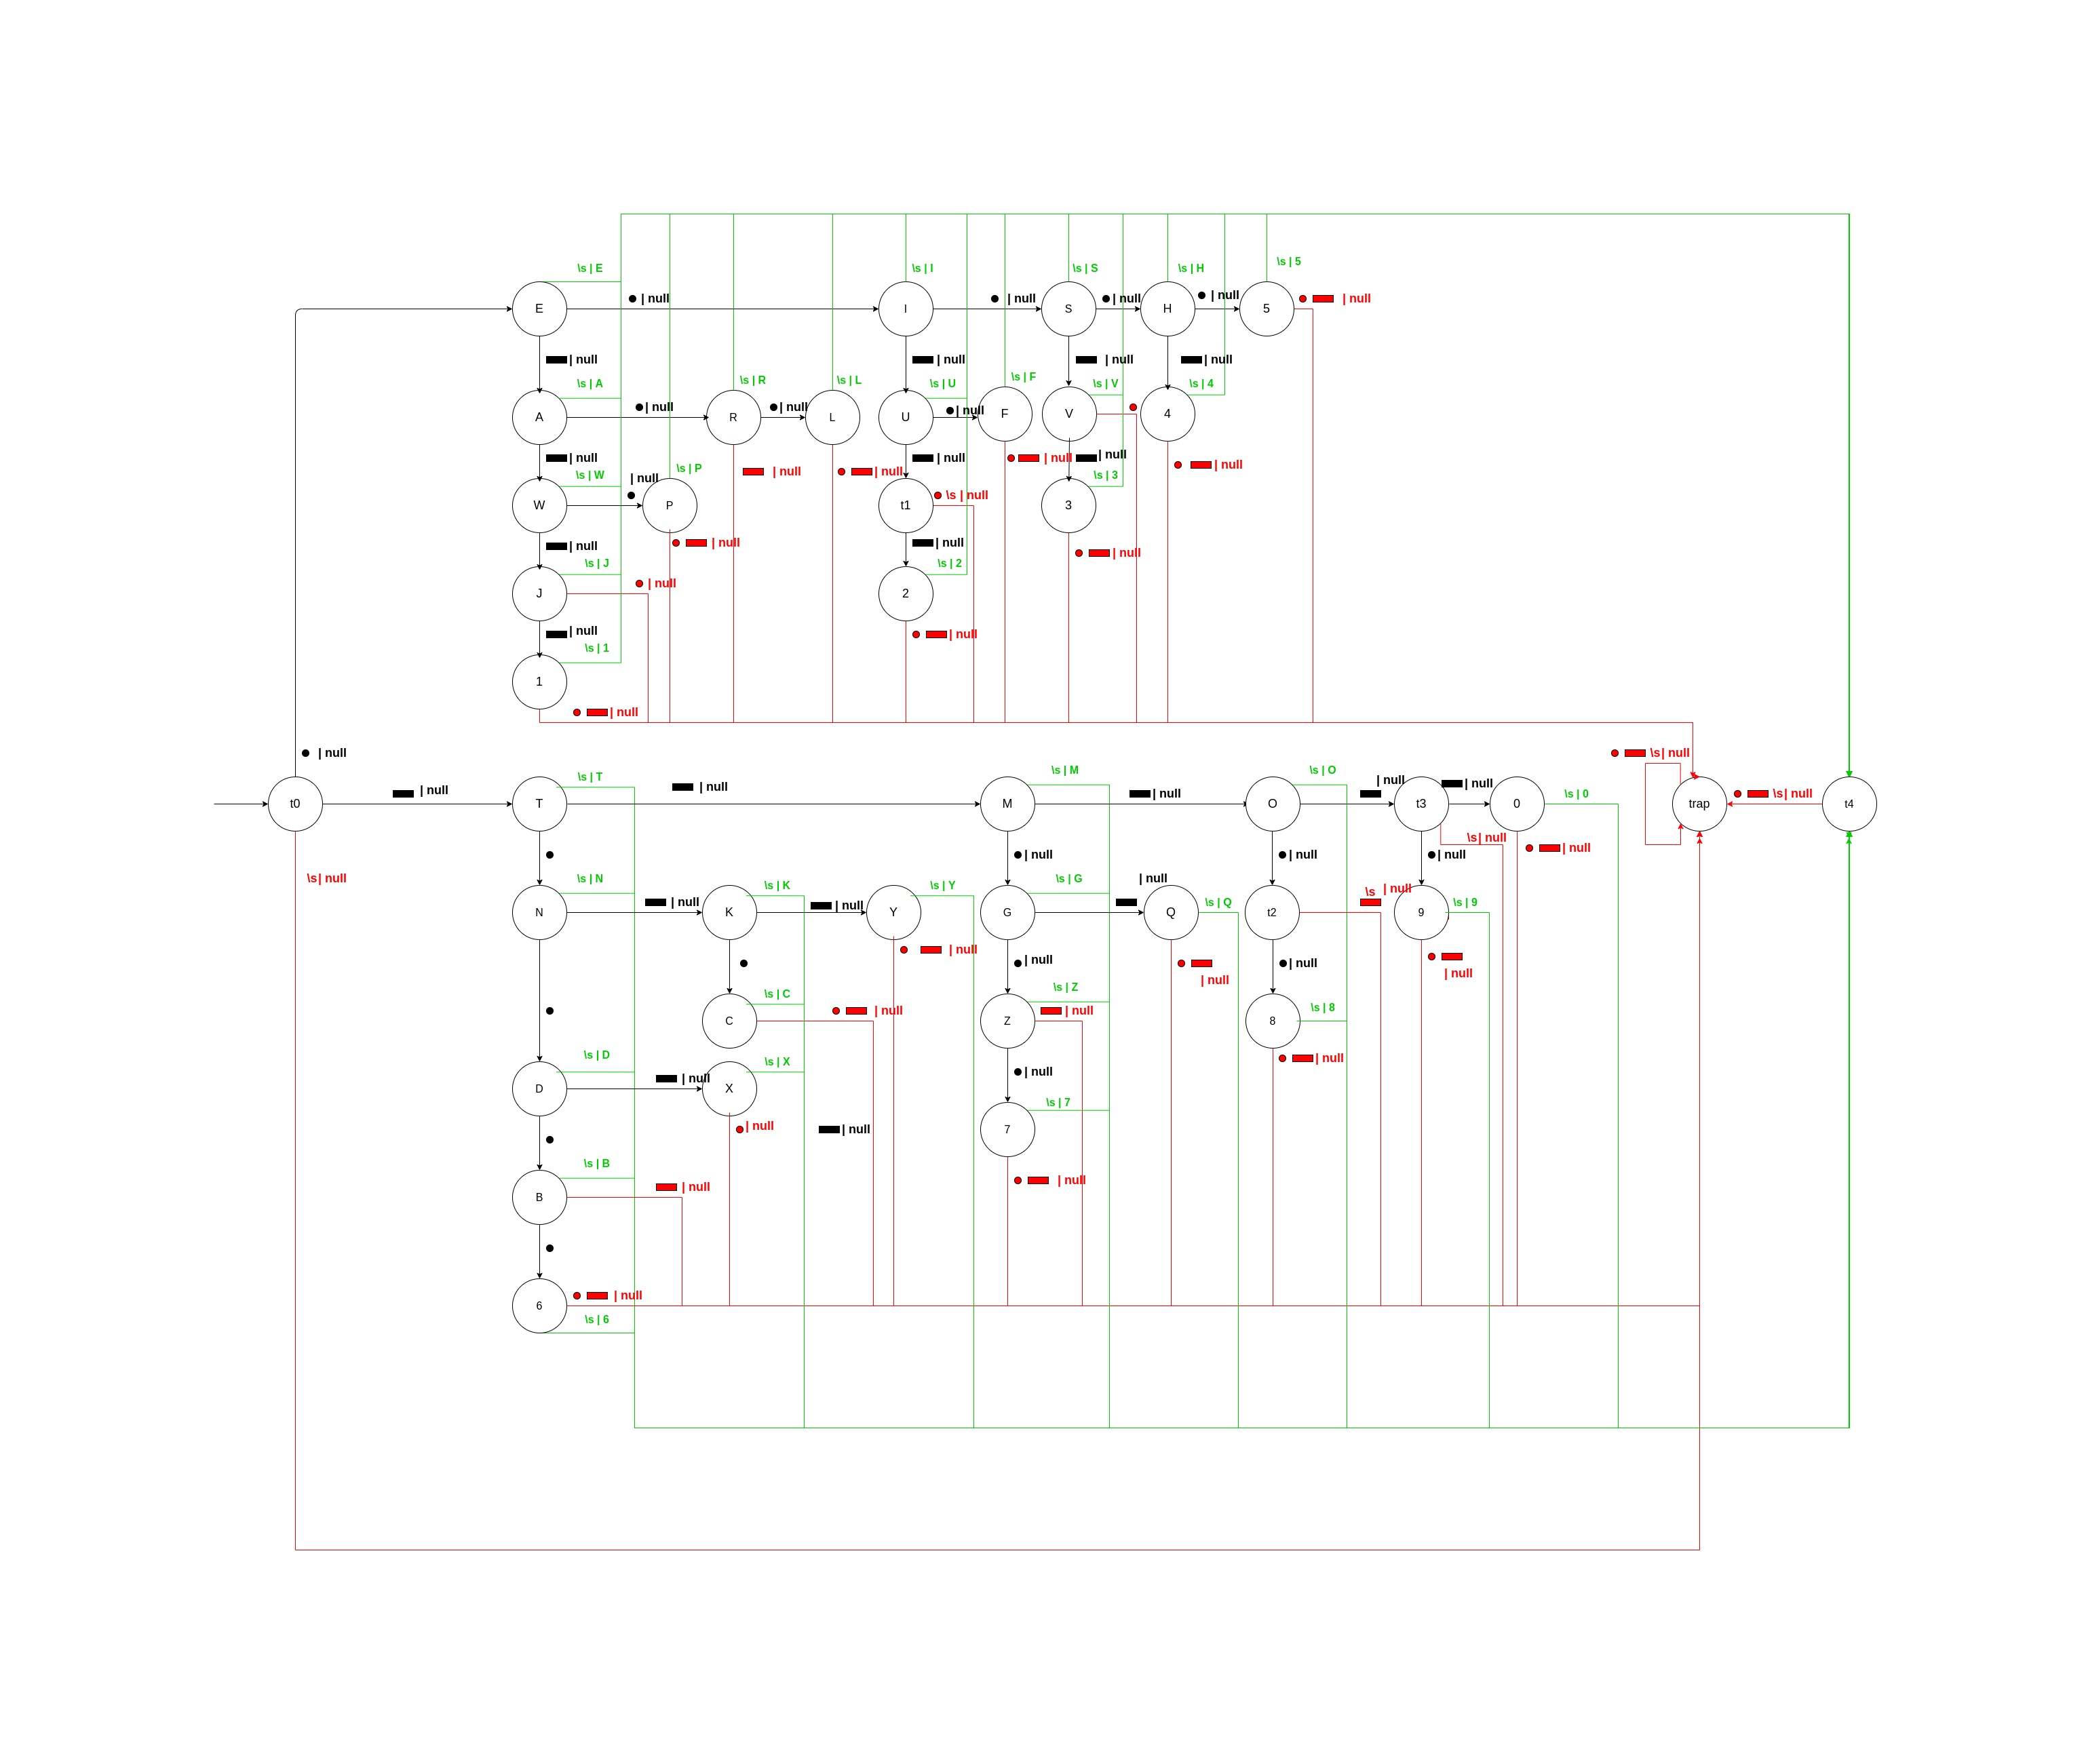 \s | 5
\s | E
\s | I
\s | S
\s | H
| null
| null
| null
| null
| null
E
I
S
H
5
| null
| null
| null
| null
\s | F
\s | A
\s | R
\s | L
\s | U
\s | V
\s | 4
| null
| null
| null
A
R
L
U
F
V
4
| null
| null
| null
| null
| null
\s | P
| null
| null
| null
\s | W
| null
\s | 3
\s | null
W
P
t1
3
| null
| null
| null
| null
\s | J
\s | 2
| null
J
2
| null
| null
\s | 1
1
| null
| null
\s | null
\s | T
\s | M
\s | O
| null
| null
| null
| null
| null
\s | null
t0
T
M
O
t3
0
\s | 0
trap
t4
\s | null
| null
| null
| null
| null
\s | null
\s | N
\s | K
\s | Y
\s | G
| null
\s
| null
| null
| null
\s | Q
\s | 9
N
K
Y
G
Q
t2
9
| null
| null
| null
| null
| null
\s | C
\s | Z
\s | 8
| null
| null
C
Z
8
\s | D
\s | X
| null
| null
| null
D
X
\s | 7
| null
| null
7
\s | B
| null
| null
B
| null
6
\s | 6